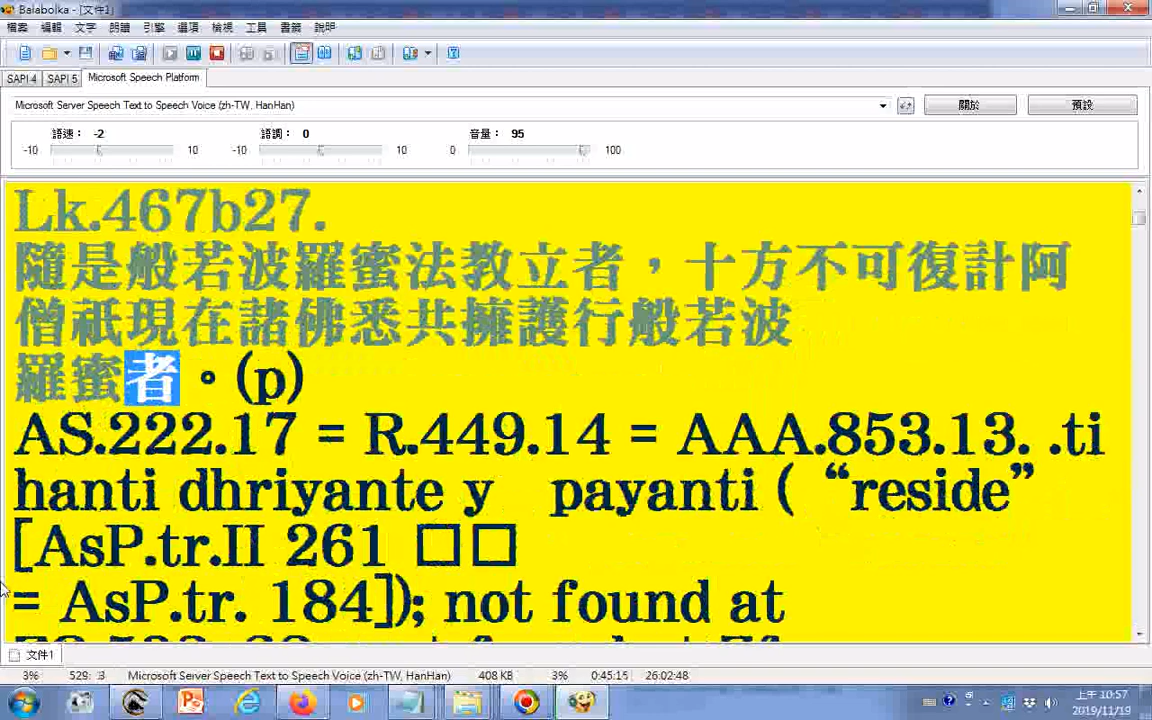 Balabolka - [文件1]
檔案 編輯 文字 朗讀 引擎 選項 檢視 工具 書籤 說明
SAPI 4 SAPI 5 Microsoft Speech Platform
Microsoft Server Speech Text to Speech Voice (zh-TW, HanHan) 關於 預設
語速： -2 語調： 0 音量： 95
-10 10 -10 10 0 100
Lk.467b27.
隨是般若波羅蜜法教立者，十方不可復計阿
僧祇現在諸佛悉共擁護行般若波
羅蜜者。(p)
AS.222.17 = R.449.14 = AAA.853.13. .ti
hanti dhriyante y payanti ( “reside”
[AsP.tr.II 261 □□
= AsP.tr. 184]); not found at
文件1
3% 529: 3 Microsoft Server Speech Text to Speech Voice (zh-TW, HanHan) 408 KB 3% 0:45:15 26:02:48
上午 10:57
2019/11/19